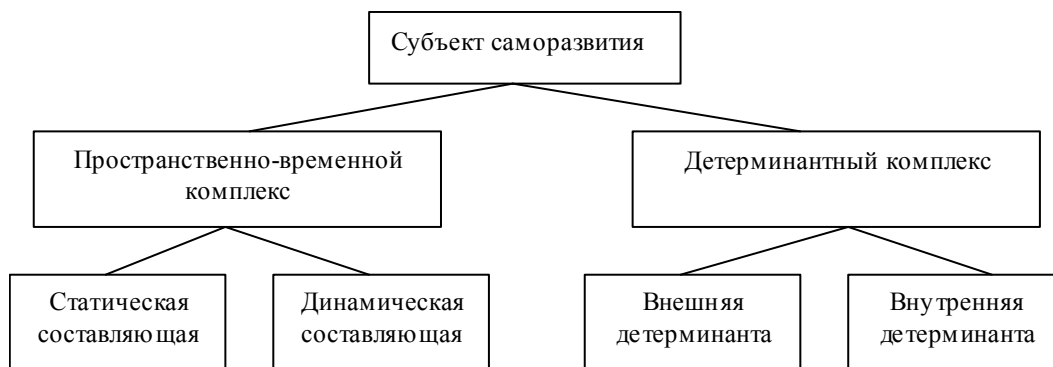 Субъект саморазвития
Пространственно-временной
комплекс
Детерминантный комплекс
Статическая
составляющая
Динамическая
составляющая
Внешняя
детерминанта
Внутренняя
детерминанта